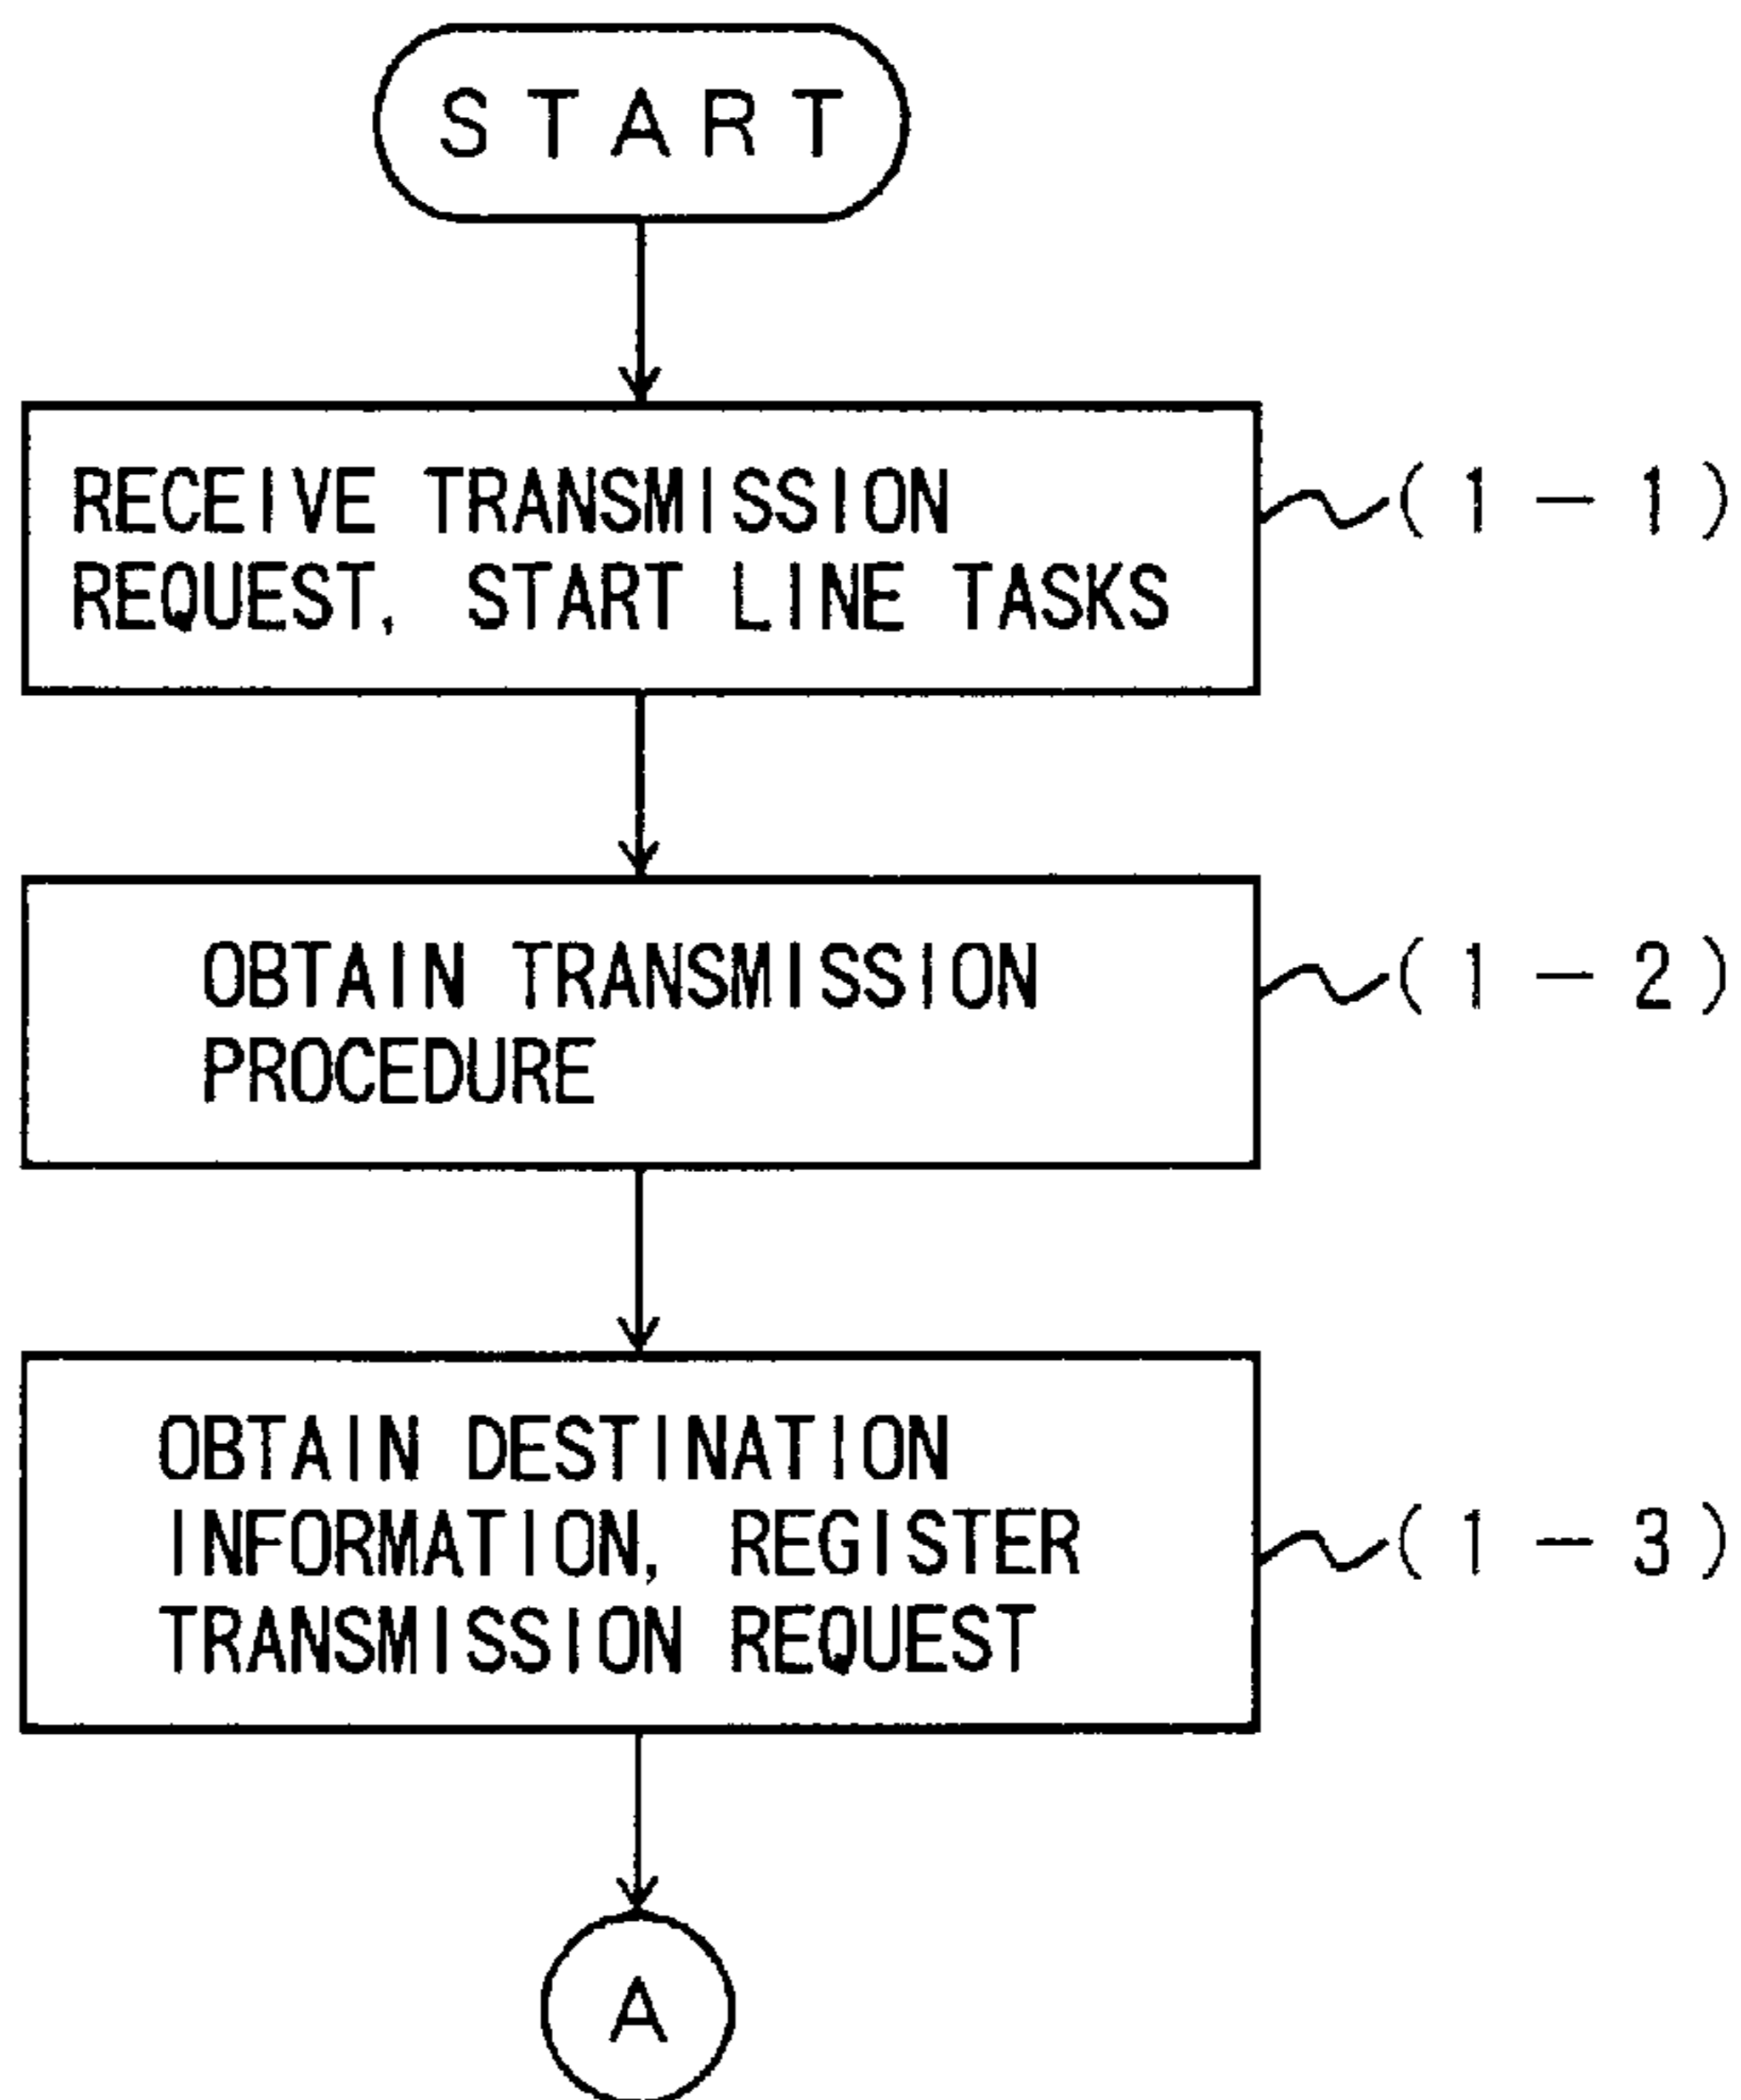 START
RECEIVE TRANSMISSION
REQUEST, START LINE TASKS
(1-1)
OBTAIN TRANSMISSION
PROCEDURE
(1-2)
OBTAIN DESTINATION
INFORMATION, REGISTER
TRANSMISSION REQUEST
(1-3)
A